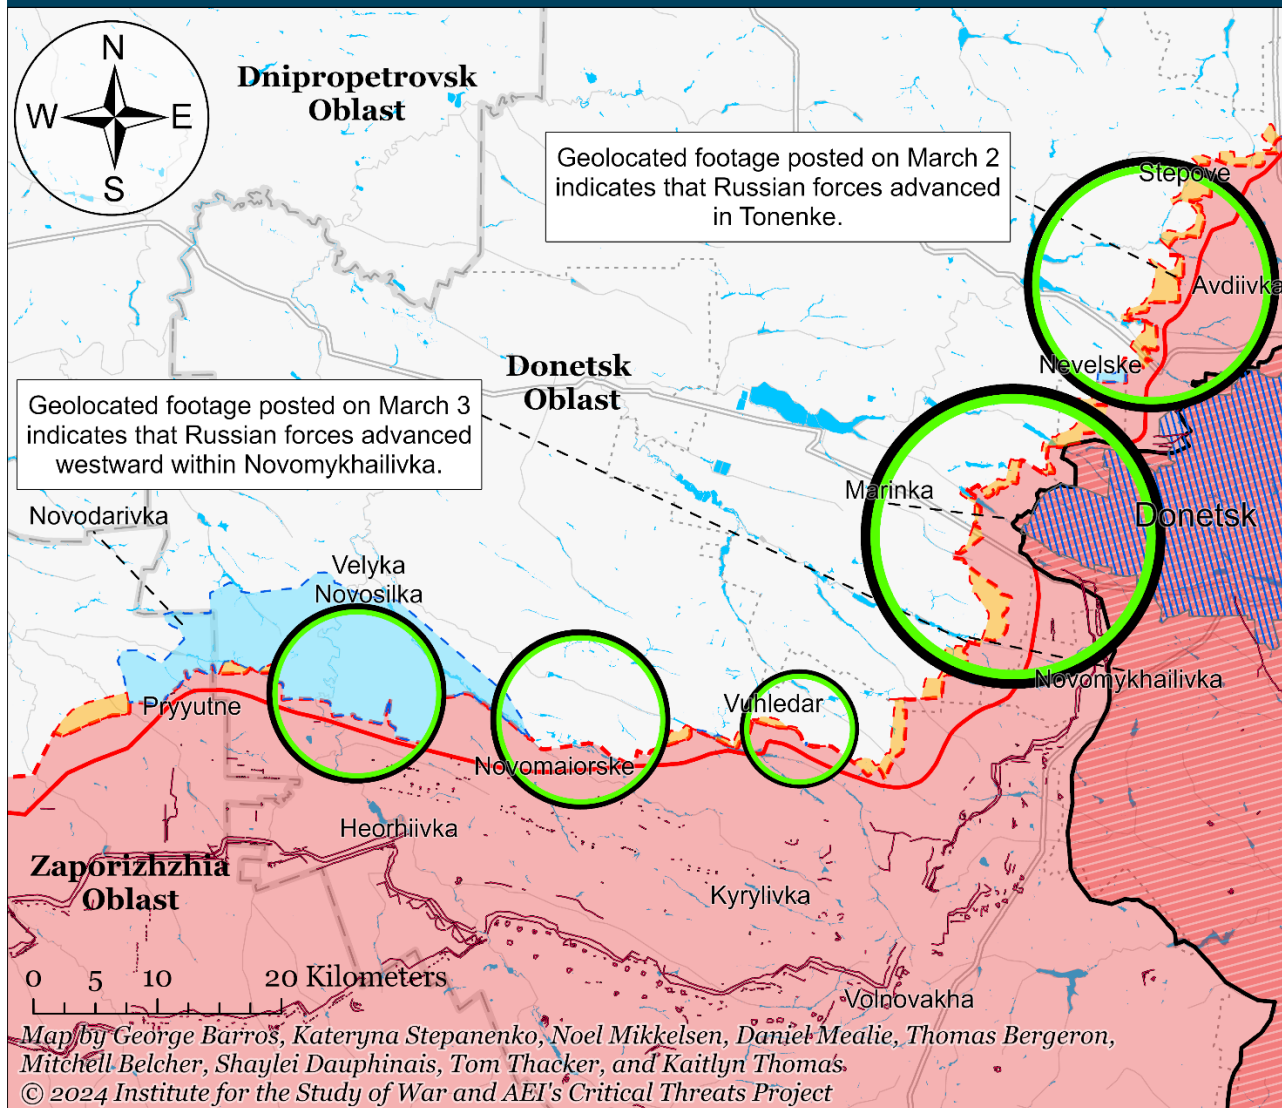 N
W
E
S
Dnipropetrovsk
Oblast
Geolocated footage posted on March 2
indicates that Russian forces advanced
in Tonenke.
Stepove
Avdiivka
Nevelske
Donetsk
Oblast
Geolocated footage posted on March 3
indicates that Russian forces advanced
westward within Novomykhailivka.
Marinka
Donetsk
Novodarivka
Velyka
Novosilka
Novomykhailivka
Pryyutne
Vuhledar
Novomaiorske
Heorhiivka
Zaporizhzhia
Oblast
Kyrylivka
0 5 10 20 Kilometers
Volnovakha
Map by George Barros, Kateryna Stepanenko, Noel Mikkelsen, Daniel Mealie, Thomas Bergeron,
Mitchell Belcher, Shaylei Dauphinais, Tom Thacker, and Kaitlyn Thomas
© 2024 Institute for the Study of War and AEI's Critical Threats Project